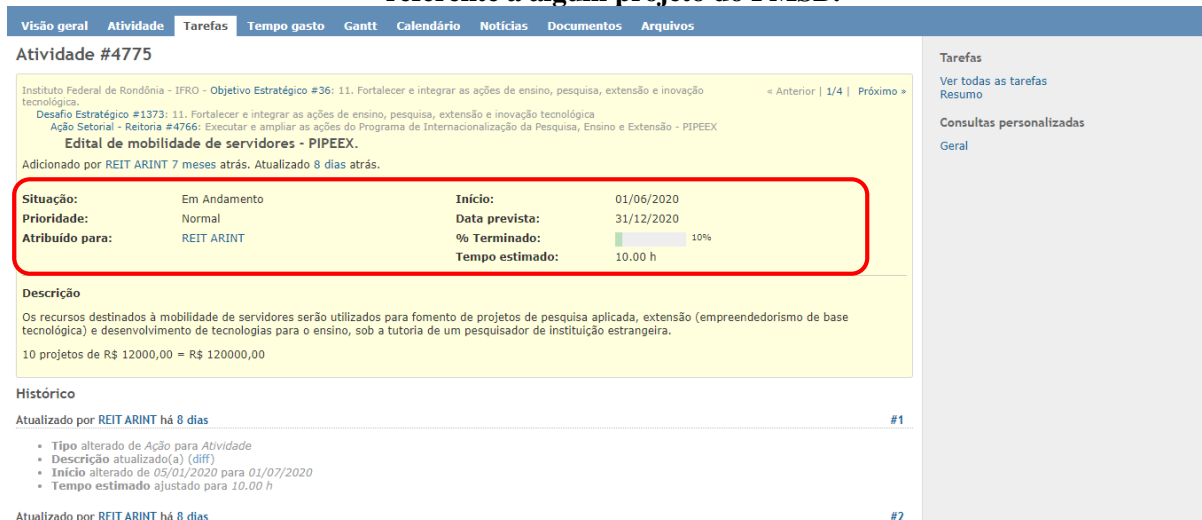 referente a algum projeto do PMSB.
Visão geral Atividade Tarefas Tempo gasto Gantt Calendário Notícias Documentos Arquivos
Atividade #4775
Instituto Federal de Rondônia - IFRO - Objetivo Estratégico #36: 11. Fortalecer e integrar as ações de ensino, pesquisa, extensão e inovação tecnológica.
« Anterior | 1/4 | Próximo »
Desafio Estratégico #1373: 11. Fortalecer e integrar as ações de ensino, pesquisa, extensão e inovação tecnológica
Ação Setorial - Reitoria #4766: Executar e ampliar as ações do Programa de Internacionalização da Pesquisa, Ensino e Extensão - PIPEEX
Edital de mobilidade de servidores - PIPEEX.
Adicionado por REIT ARINT 7 meses atrás. Atualizado 8 dias atrás.
Situação: Em Andamento Início: 01/06/2020
Prioridade: Normal Data prevista: 31/12/2020
Atribuído para: REIT ARINT % Terminado: 10%
Tempo estimado: 10.00 h
Descrição
Os recursos destinados à mobilidade de servidores serão utilizados para fomento de projetos de pesquisa aplicada, extensão (empreendedorismo de base
tecnológica) e desenvolvimento de tecnologias para o ensino, sob a tutoria de um pesquisador de instituição estrangeira.
10 projetos de R$ 12000,00 = R$ 120000,00
Histórico
Atualizado por REIT ARINT há 8 dias #1
Tipo alterado de Ação para Atividade
Descrição atualizado(a) (diff)
Início alterado de 05/01/2020 para 01/07/2020
Tempo estimado ajustado para 10.00 h
Atualizado por REIT ARINT há 8 dias #2
Tarefas
Ver todas as tarefas
Resumo
Consultas personalizadas
Geral